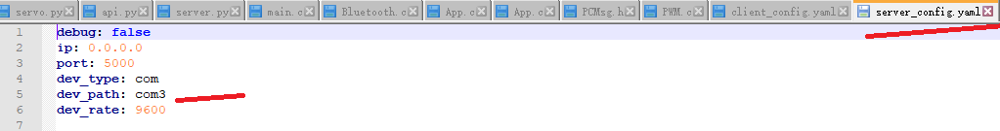 servo.py api.py server.py main.c Bluetooth.c App.c App.c PCMsg.h PWM.c client_config.yaml server_config.yaml
1 debug: false
2 ip: 0.0.0.0
3 port: 5000
4 dev_type: com
5 dev_path: com3
6 dev_rate: 9600
7